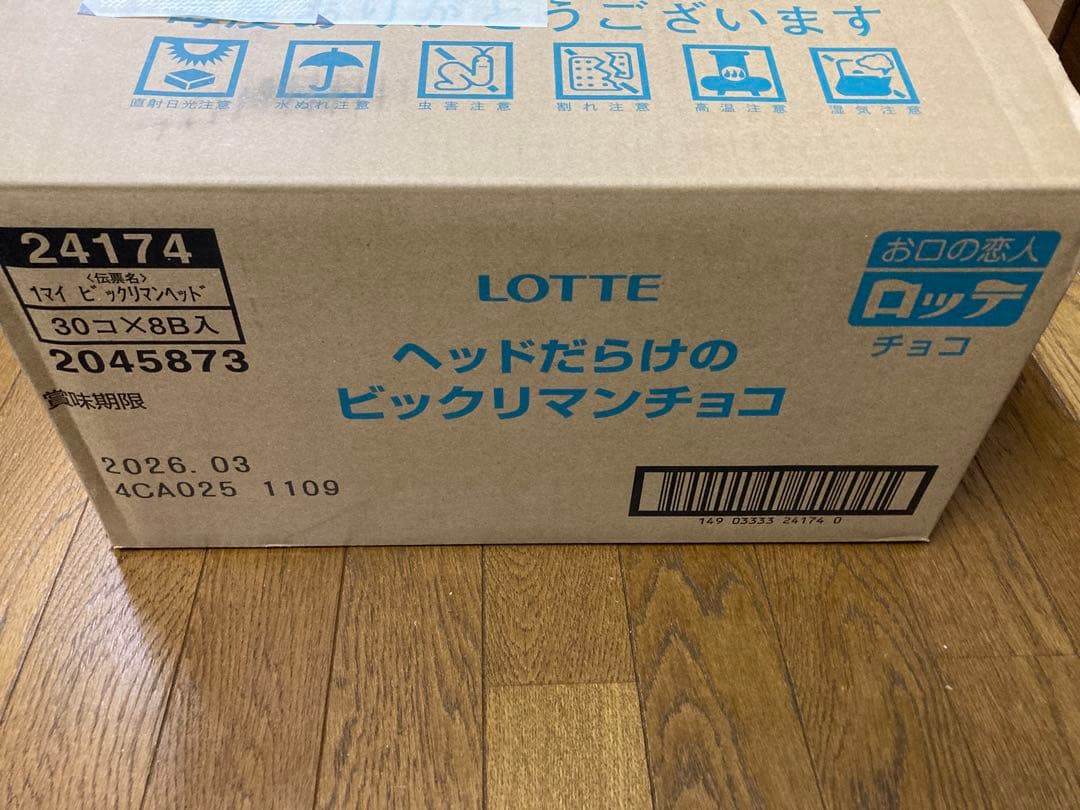 うございます
直射日光注意
水ぬれ注意
虫害注意
割れ注意
高温注意
湿気注意
24174
〈伝票名〉
1マイ ビックリマンヘッド
30コ×8B入
2045873
賞味期限
2026.03
4CA025 1109
LOTTE
ヘッドだらけの
ビックリマンチョコ
お口の恋人
ロッテ
チョコ
149 03333 24174 0